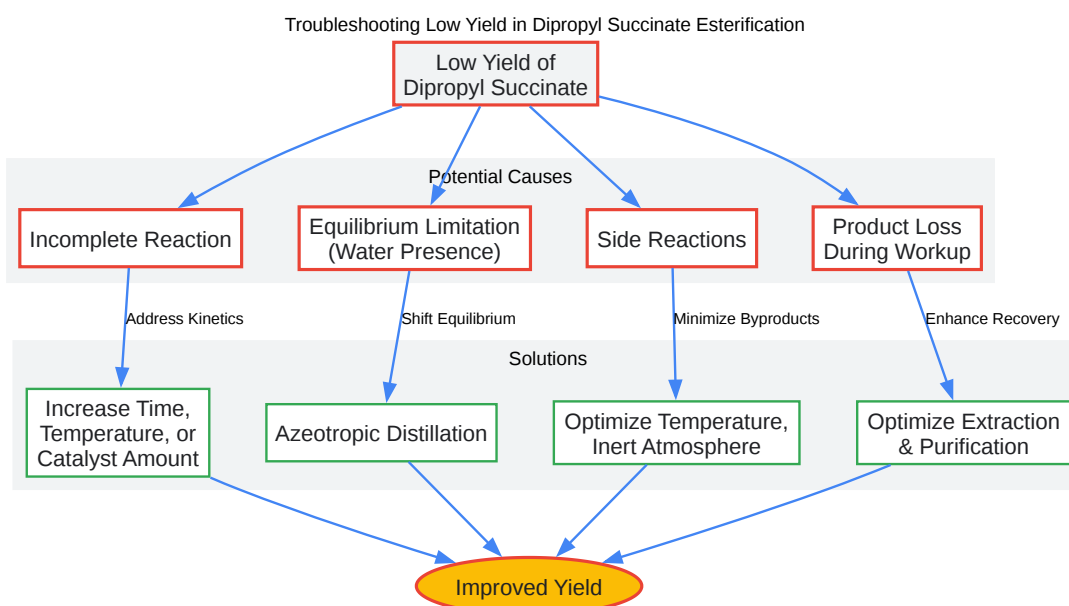 Troubleshooting Low Yield in Dipropyl Succinate Esterification
Low Yield of
Dipropyl Succinate
Potential Causes
Incomplete Reaction
Equilibrium Limitation
(Water Presence)
Side Reactions
Product Loss
During Workup
Address Kinetics
Shift Equilibrium
Minimize Byproducts
Enhance Recovery
Solutions
Increase Time,
Temperature, or
Catalyst Amount
Azeotropic Distillation
Optimize Temperature,
Inert Atmosphere
Optimize Extraction
& Purification
Improved Yield